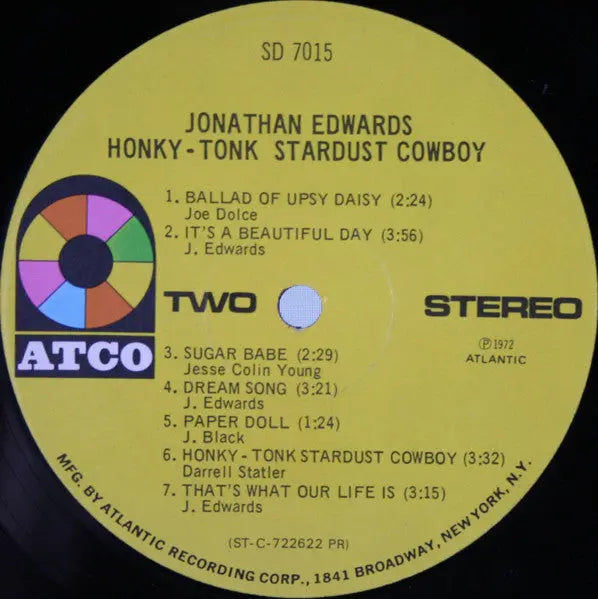 SD 7015
JONATHAN EDWARDS
HONKY-TONK STARDUST COWBOY
1. BALLAD OF UPSY DAISY (2:24)
Joe Dolce
2. IT'S A BEAUTIFUL DAY (3:56)
J. Edwards
TWO
STEREO
ATCO
℗1972
ATLANTIC
3. SUGAR BABE (2:29)
Jesse Colin Young
4. DREAM SONG (3:21)
J. Edwards
5. PAPER DOLL (1:24)
J. Black
6. HONKY-TONK STARDUST COWBOY (3:32)
Darrell Statler
7. THAT'S WHAT OUR LIFE IS (3:15)
J. Edwards
(ST-C-722622 PR)
MFG. BY ATLANTIC RECORDING CORP., 1841 BROADWAY, NEW YORK, N.Y.